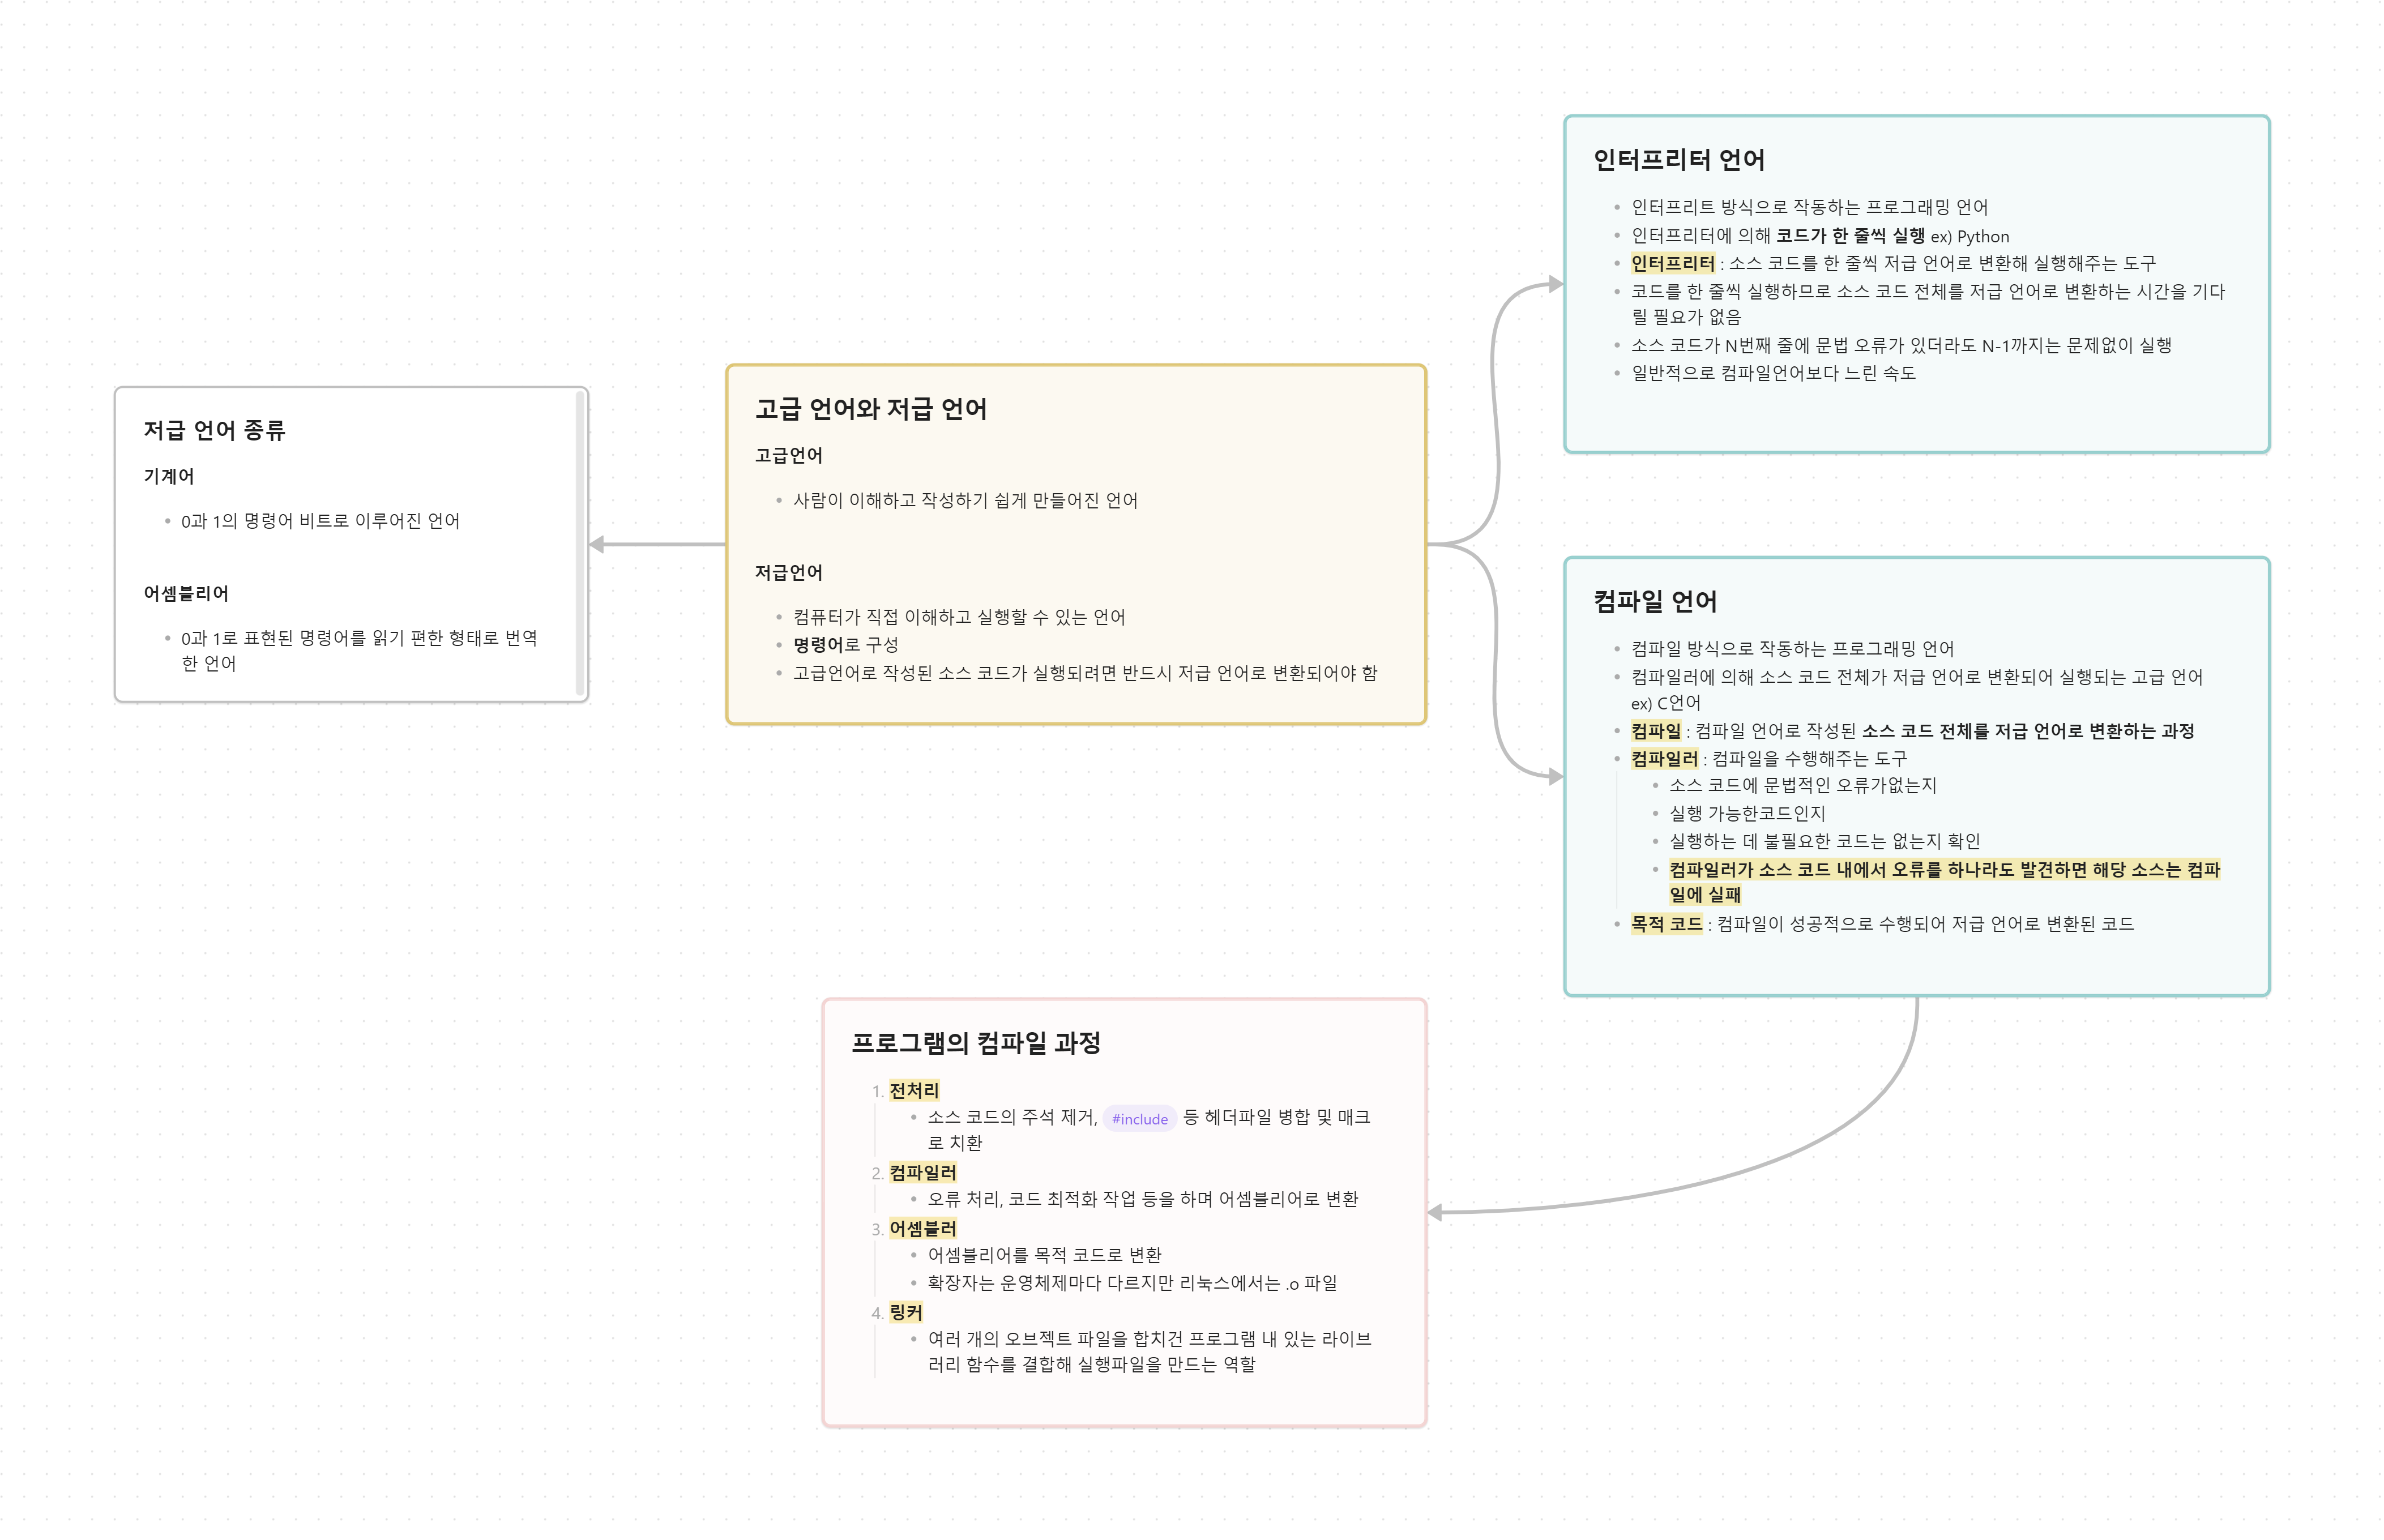 저급 언어 종류
기계어
0과 1의 명령어 비트로 이루어진 언어
어셈블리어
0과 1로 표현된 명령어를 읽기 편한 형태로 번역
한 언어
고급 언어와 저급 언어
고급언어
사람이 이해하고 작성하기 쉽게 만들어진 언어
저급언어
컴퓨터가 직접 이해하고 실행할 수 있는 언어
명령어로 구성
고급언어로 작성된 소스 코드가 실행되려면 반드시 저급 언어로 변환되어야 함
인터프리터 언어
인터프리트 방식으로 작동하는 프로그래밍 언어
인터프리터에 의해 코드가 한 줄씩 실행 ex) Python
인터프리터 : 소스 코드를 한 줄씩 저급 언어로 변환해 실행해주는 도구
코드를 한 줄씩 실행하므로 소스 코드 전체를 저급 언어로 변환하는 시간을 기다
릴 필요가 없음
소스 코드가 N번째 줄에 문법 오류가 있더라도 N-1까지는 문제없이 실행
일반적으로 컴파일언어보다 느린 속도
컴파일 언어
컴파일 방식으로 작동하는 프로그래밍 언어
컴파일러에 의해 소스 코드 전체가 저급 언어로 변환되어 실행되는 고급 언어
ex) C언어
컴파일 : 컴파일 언어로 작성된 소스 코드 전체를 저급 언어로 변환하는 과정
컴파일러 : 컴파일을 수행해주는 도구
소스 코드에 문법적인 오류가없는지
실행 가능한코드인지
실행하는 데 불필요한 코드는 없는지 확인
컴파일러가 소스 코드 내에서 오류를 하나라도 발견하면 해당 소스는 컴파
일에 실패
목적 코드 : 컴파일이 성공적으로 수행되어 저급 언어로 변환된 코드
프로그램의 컴파일 과정
1. 전처리
소스 코드의 주석 제거, #include 등 헤더파일 병합 및 매크
로 치환
2. 컴파일러
오류 처리, 코드 최적화 작업 등을 하며 어셈블리어로 변환
3. 어셈블러
어셈블리어를 목적 코드로 변환
확장자는 운영체제마다 다르지만 리눅스에서는 .o 파일
4. 링커
여러 개의 오브젝트 파일을 합치건 프로그램 내 있는 라이브
러리 함수를 결합해 실행파일을 만드는 역할